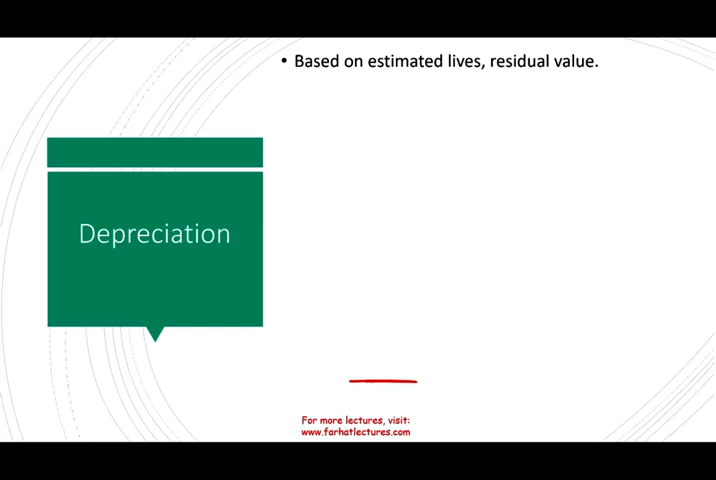 • Based on estimated lives, residual value.
Depreciation
For more lectures, visit:
www.farhatlectures.com